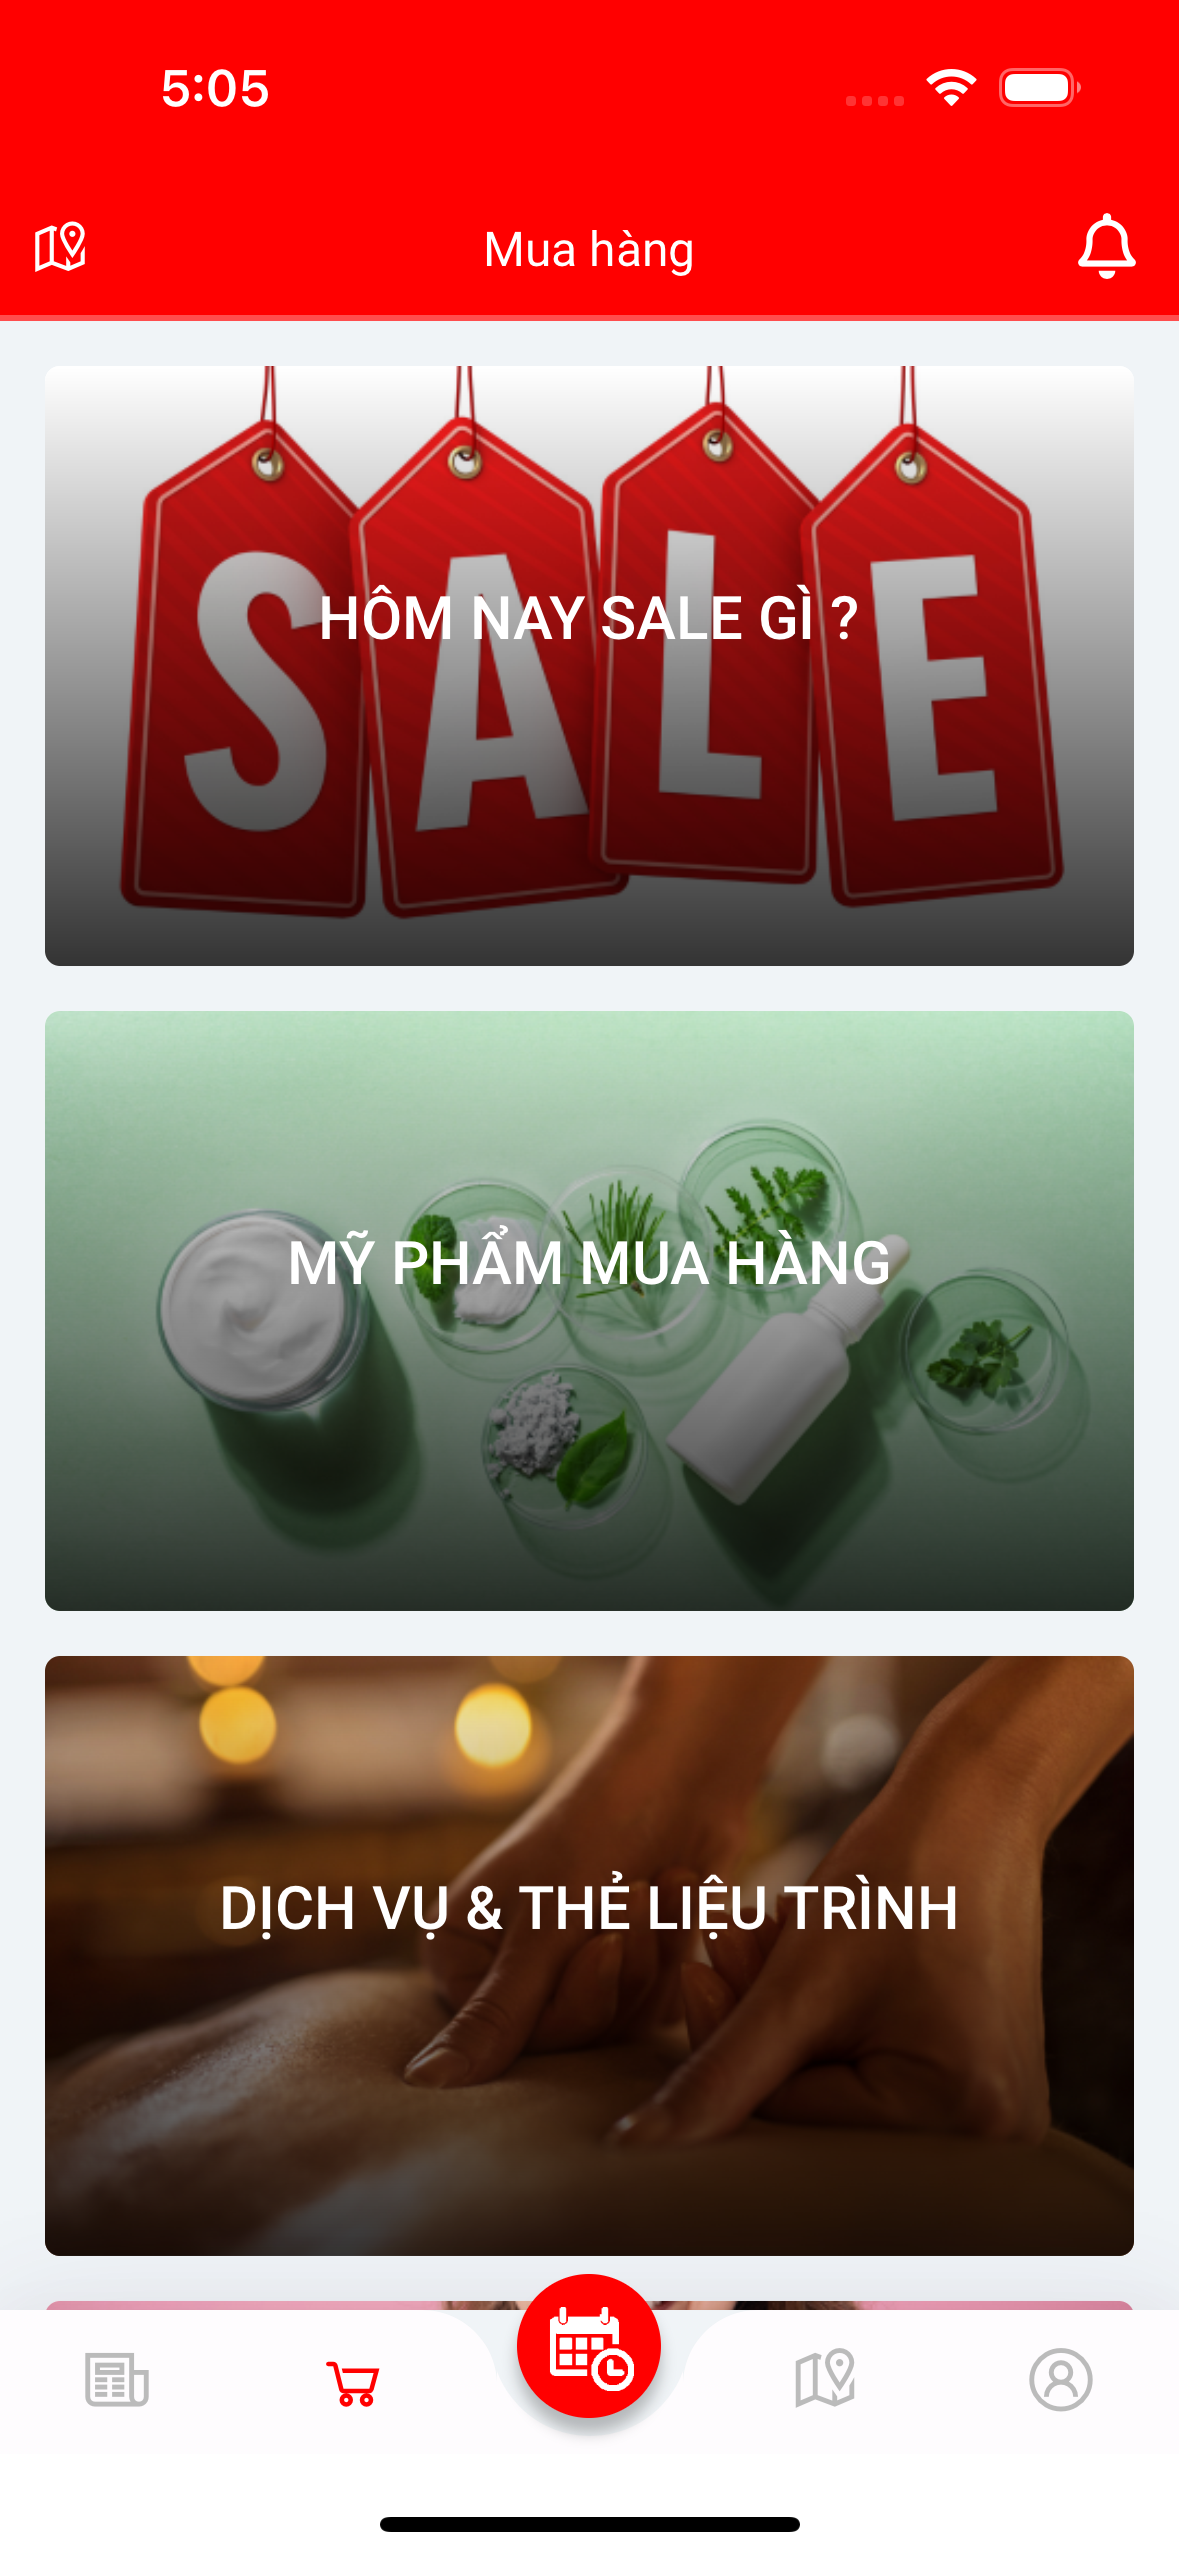 5:05
Mua hàng
SALE
HÔM NAY SALE GÌ ?
MỸ PHẨM MUA HÀNG
DỊCH VỤ & THẺ LIỆU TRÌNH